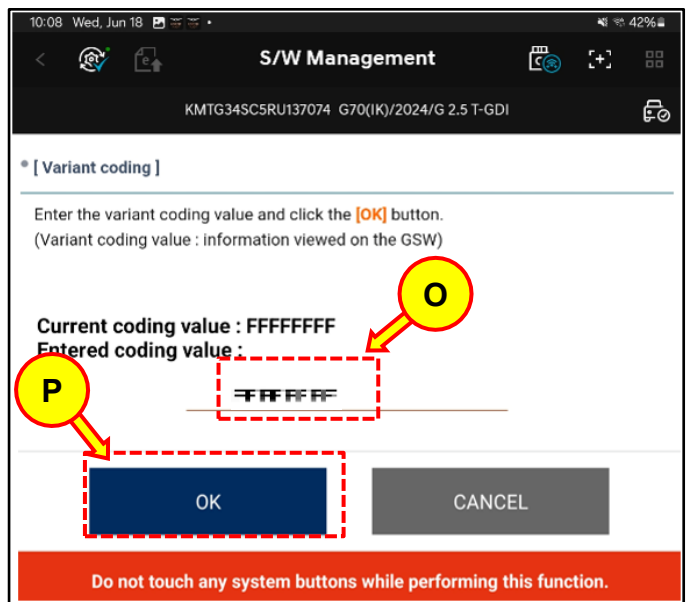 10:08 Wed, Jun 18 42%
S/W Management
KMTG34SC5RU137074 G70(IK)/2024/G 2.5 T-GDI
[ Variant coding ]
Enter the variant coding value and click the [OK] button.
(Variant coding value : information viewed on the GSW)
O
Current coding value : FFFFFFFF
Entered coding value :
P
OK CANCEL
Do not touch any system buttons while performing this function.